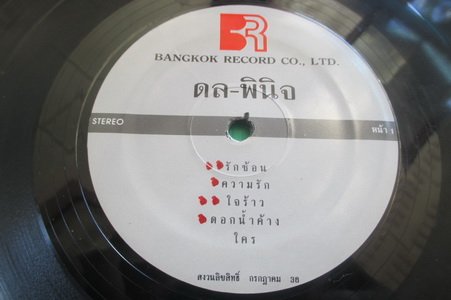 BR
BANGKOK RECORD CO., LTD.
ดล-พินิจ
STEREO
หน้า 1
รักซ้อน
ความรัก
ใจร้าว
ดอกน้ำค้าง
ใคร
สงวนลิขสิทธิ์ กรกฎาคม 36